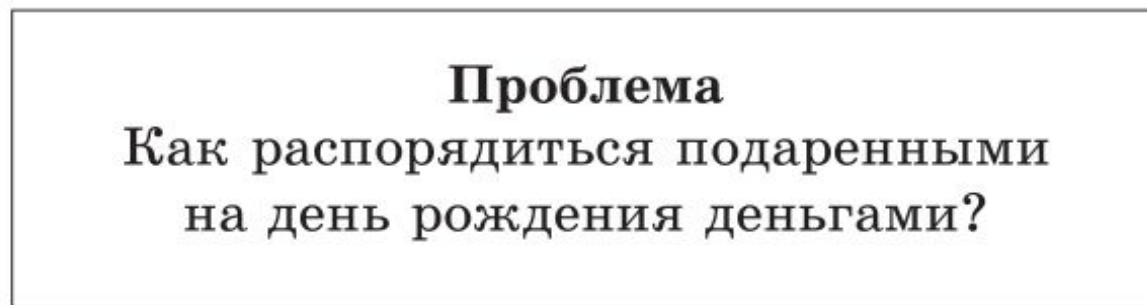 Проблема
Как распорядиться подаренными
на день рождения деньгами?